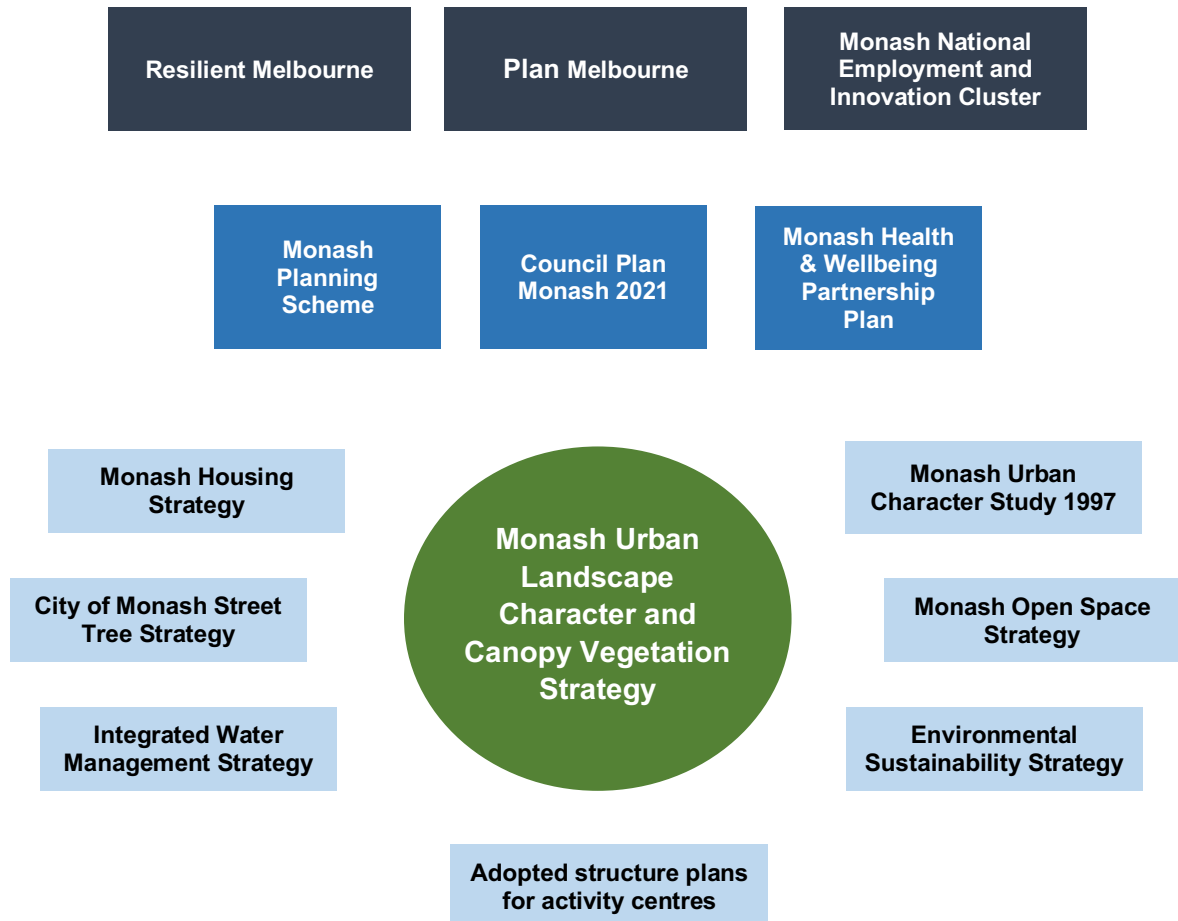 Resilient Melbourne
Plan Melbourne
Monash National
Employment and
Innovation Cluster
Monash
Planning
Scheme
Council Plan
Monash 2021
Monash Health
& Wellbeing
Partnership
Plan
Monash Housing
Strategy
Monash Urban
Character Study 1997
Monash Urban
Landscape
Character and
Canopy Vegetation
Strategy
City of Monash Street
Tree Strategy
Monash Open Space
Strategy
Integrated Water
Management Strategy
Environmental
Sustainability Strategy
Adopted structure plans
for activity centres